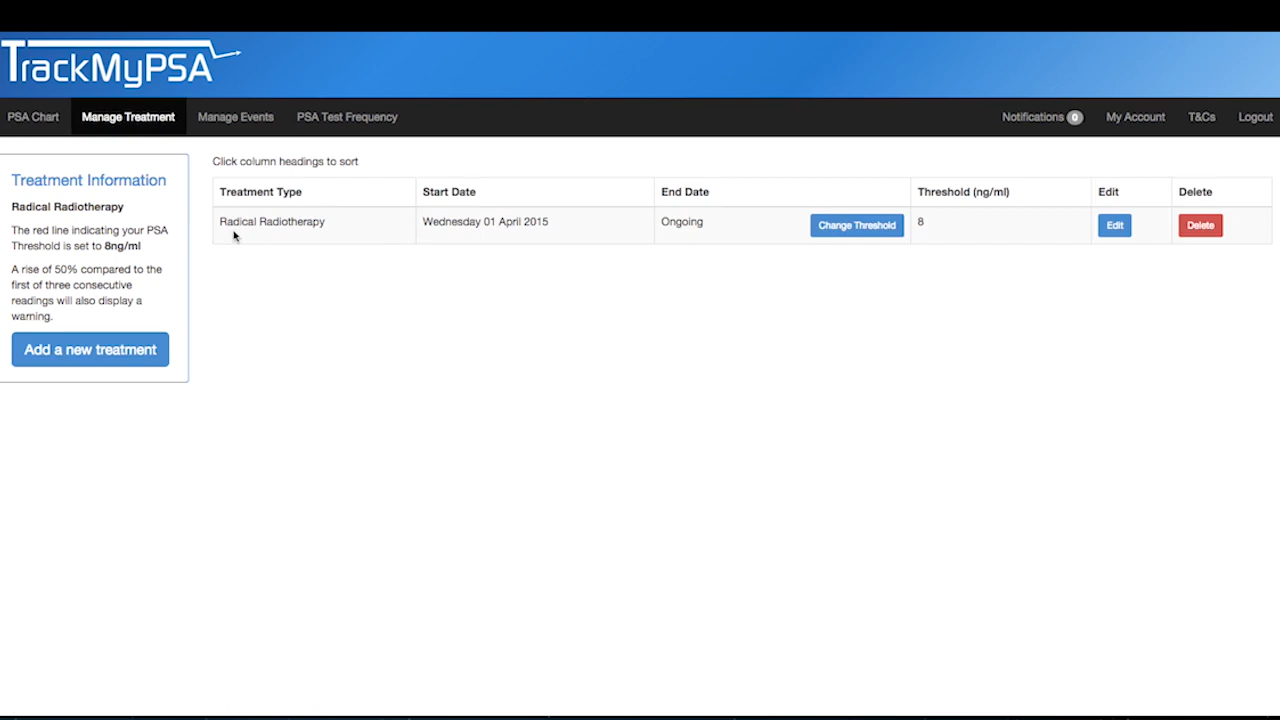 TrackMyPSA
PSA Chart Manage Treatment Manage Events PSA Test Frequency Notifications 0 My Account T&Cs Logout
Treatment Information
Radical Radiotherapy
The red line indicating your PSA
Threshold is set to 8ng/ml
A rise of 50% compared to the
first of three consecutive
readings will also display a
warning.
Add a new treatment
Click column headings to sort
Treatment Type Start Date End Date Threshold (ng/ml) Edit Delete
Radical Radiotherapy Wednesday 01 April 2015 Ongoing Change Threshold 8 Edit Delete